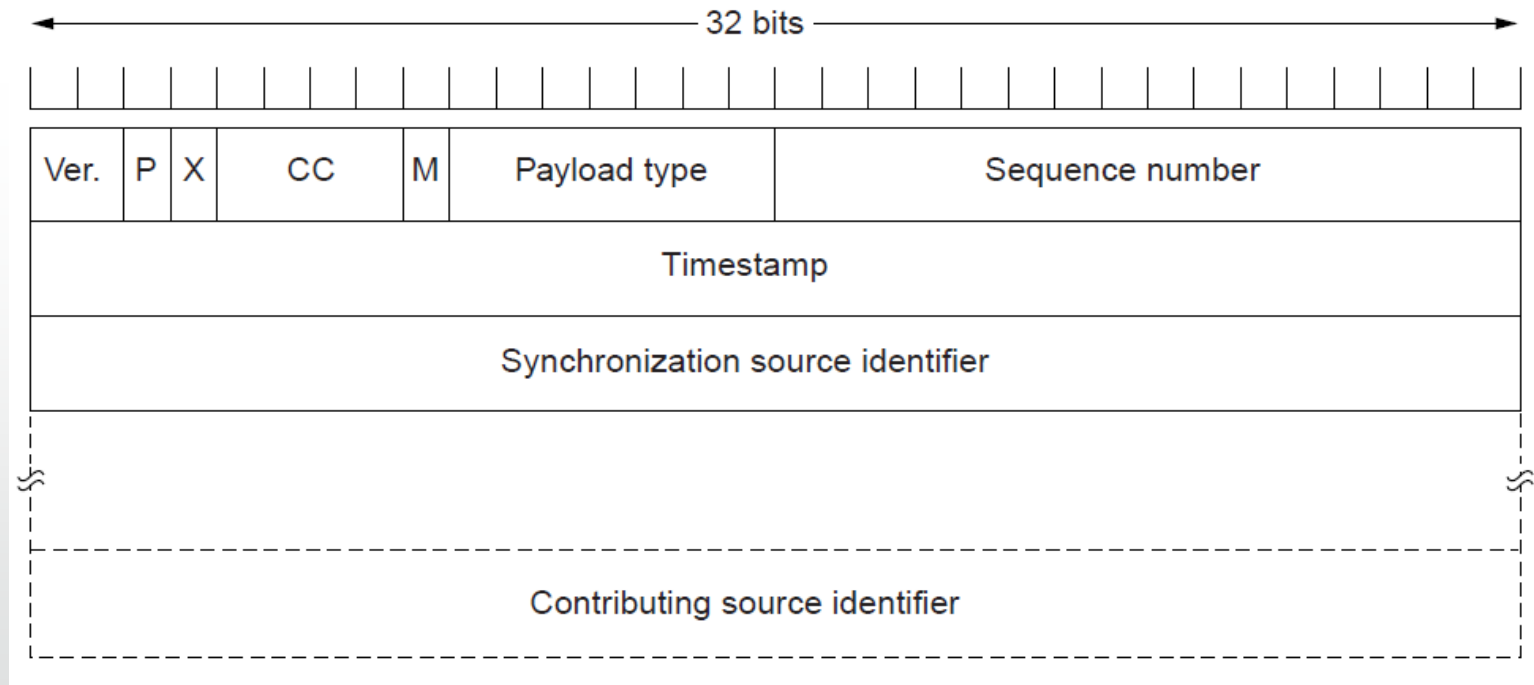 32 bits
Ver. P X CC M Payload type Sequence number
Timestamp
Synchronization source identifier
Contributing source identifier